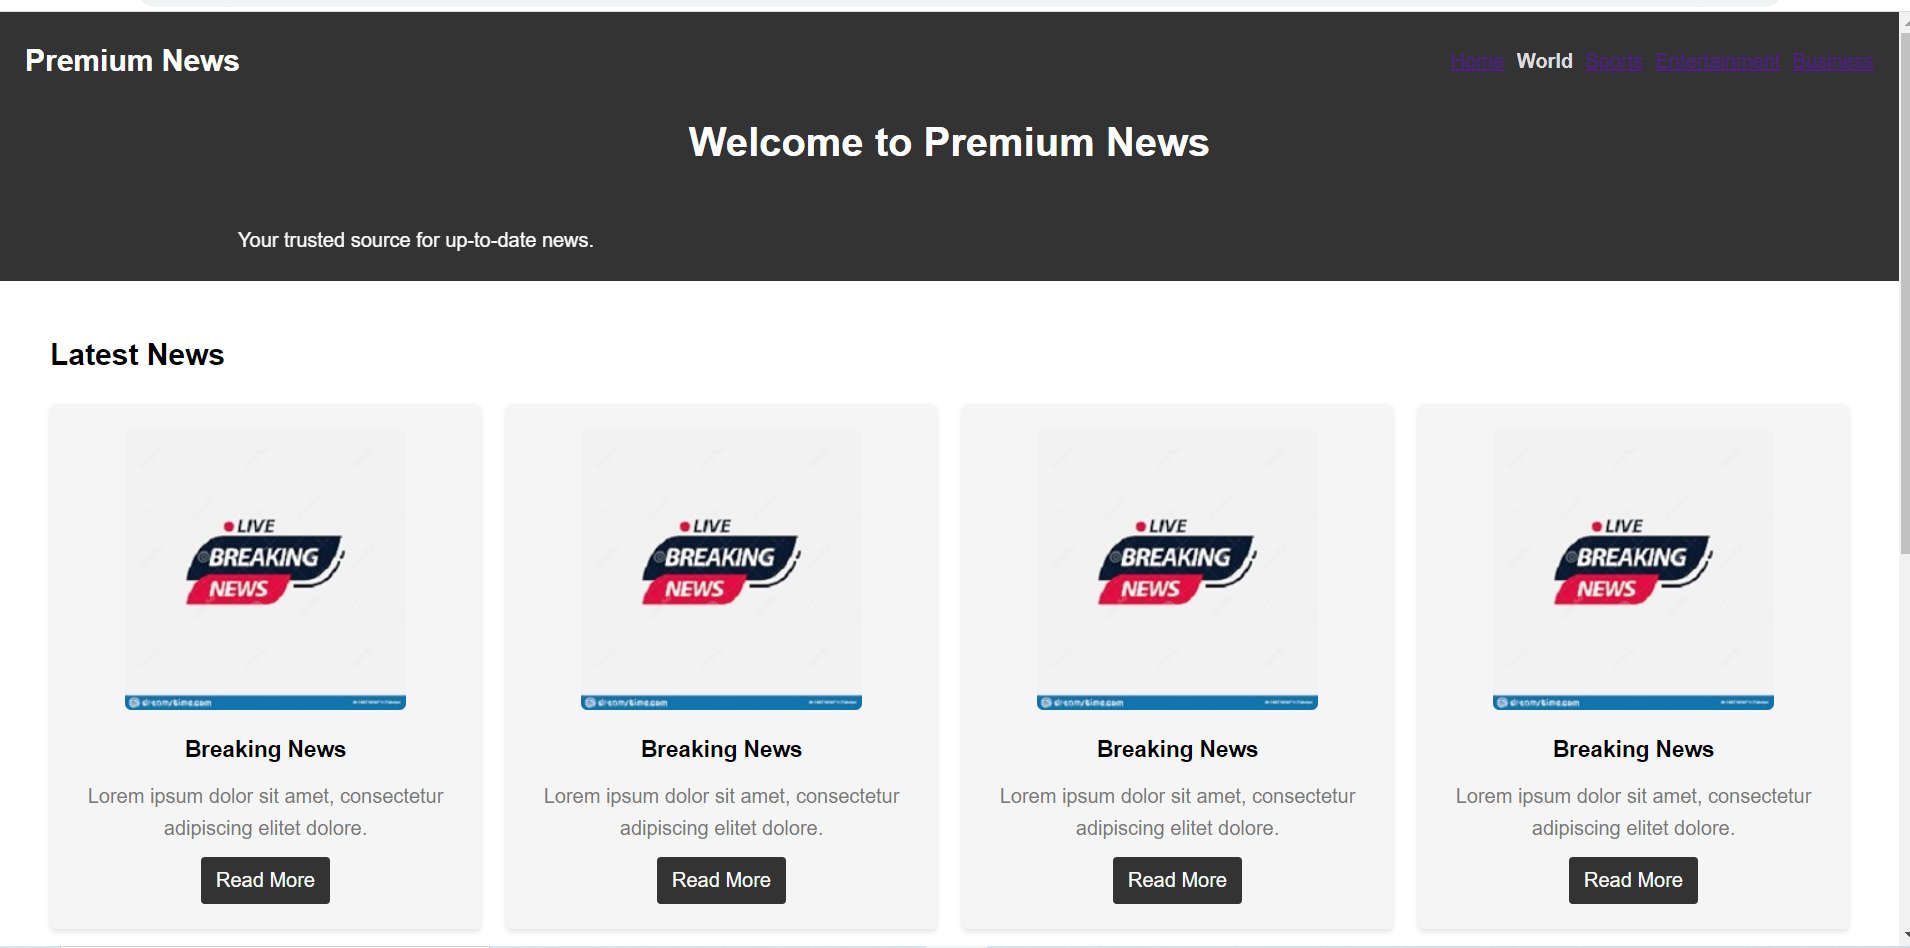 Premium News
Home World Sports Entertainment Business
Welcome to Premium News
Your trusted source for up-to-date news.
Latest News
LIVE
BREAKING
NEWS
dreamstime.com
Breaking News
Lorem ipsum dolor sit amet, consectetur
adipiscing elitet dolore.
Read More
LIVE
BREAKING
NEWS
dreamstime.com
Breaking News
Lorem ipsum dolor sit amet, consectetur
adipiscing elitet dolore.
Read More
LIVE
BREAKING
NEWS
dreamstime.com
Breaking News
Lorem ipsum dolor sit amet, consectetur
adipiscing elitet dolore.
Read More
LIVE
BREAKING
NEWS
dreamstime.com
Breaking News
Lorem ipsum dolor sit amet, consectetur
adipiscing elitet dolore.
Read More